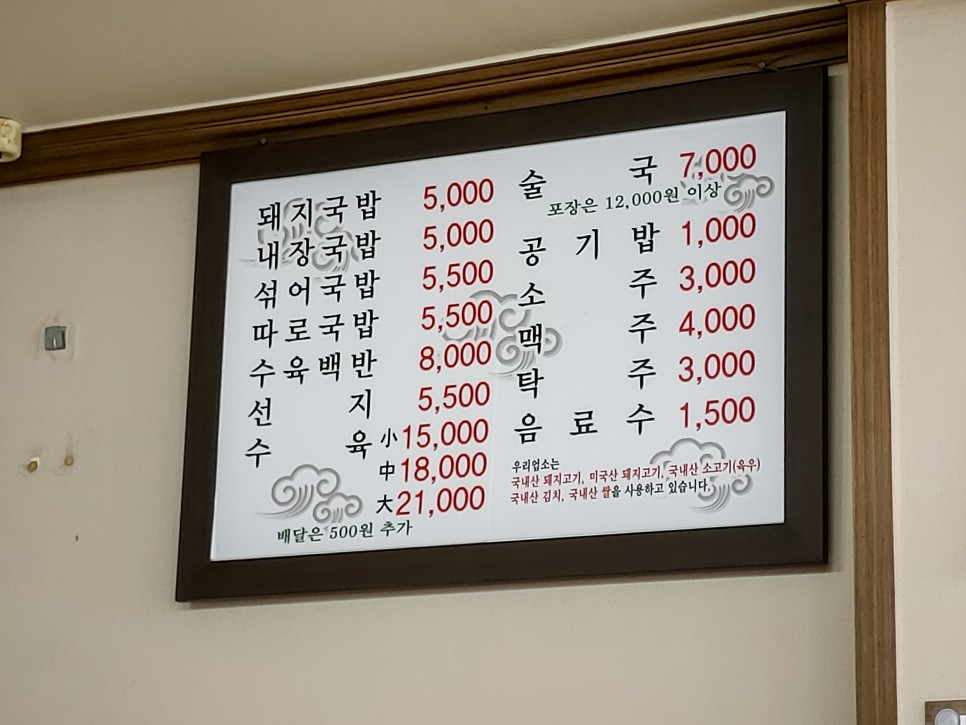 돼지국밥 5,000
내장국밥 5,000
섞어국밥 5,500
따로국밥 5,500
수육백반 8,000
선지 5,500
수육 小 15,000
中 18,000
大 21,000
배달은 500원 추가
술국 7,000
포장은 12,000원 이상
공기밥 1,000
소주 3,000
맥주 4,000
탁주 3,000
음료수 1,500
우리업소는
국내산 돼지고기, 미국산 돼지고기, 국내산 소고기(육우)
국내산 김치, 국내산 쌀을 사용하고 있습니다.